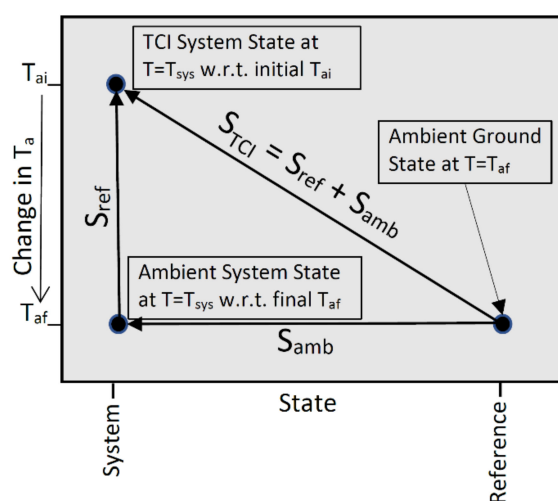 TCI System State at
T=Tsys w.r.t. initial Tai
Tai
Change in Ta
Sref
STCI = Sref + Samb
Ambient Ground
State at T=Taf
Ambient System State
at T=Tsys w.r.t. final Taf
Taf
Samb
System
State
Reference